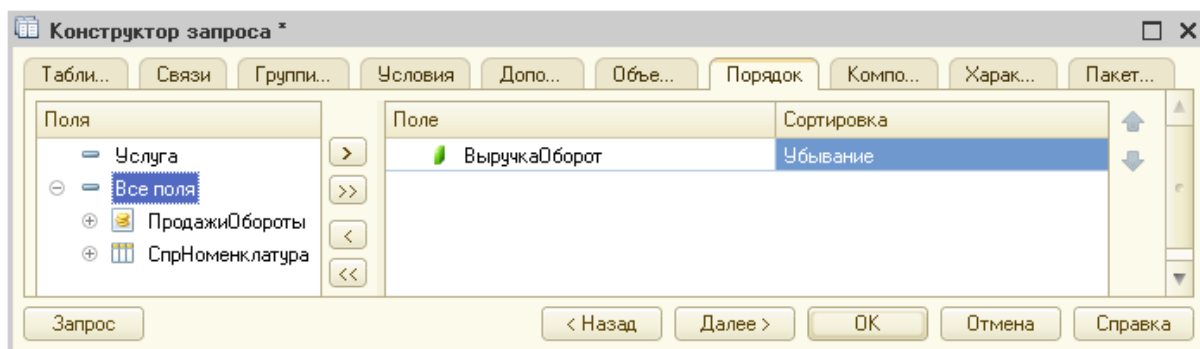 Конструктор запроса *
Табли... Связи Группи... Условия Допо... Объе... Порядок Компо... Харак... Пакет...
Поля Поле Сортировка
Услуга > ВыручкаОборот Убывание
Все поля >>
ПродажиОбороты <
СпрНоменклатура <<
Запрос < Назад Далее > OK Отмена Справка